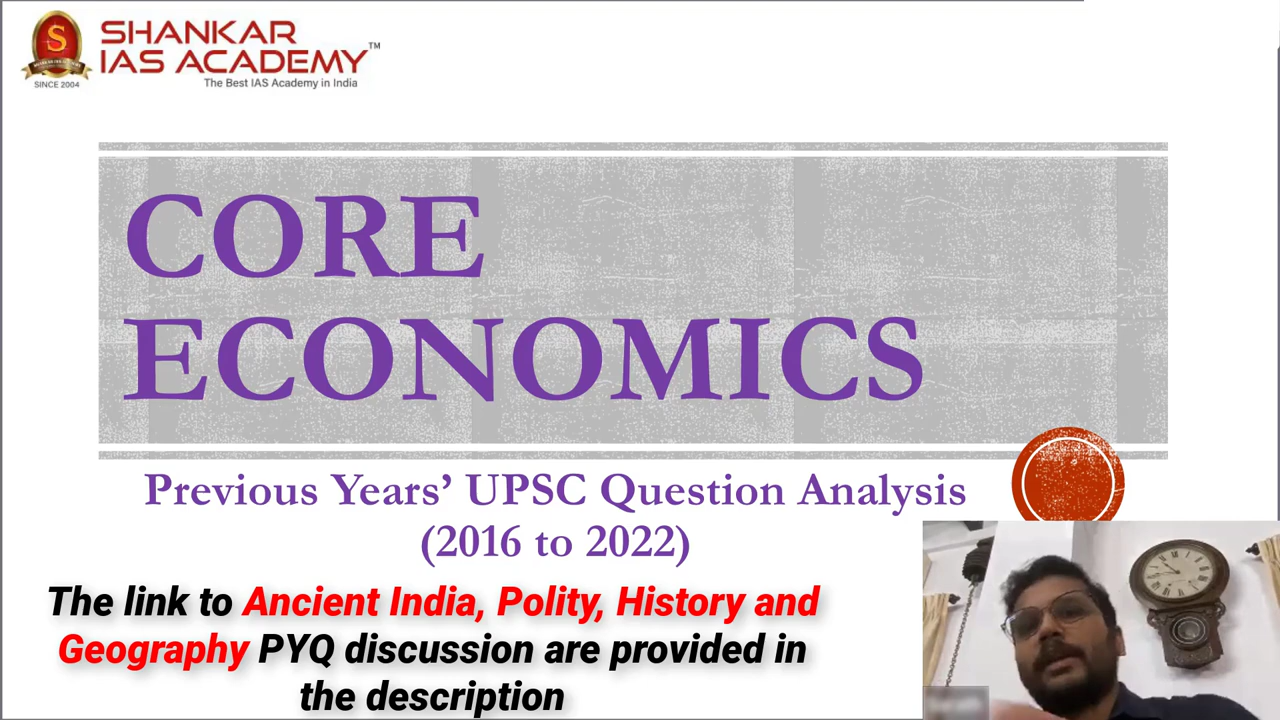 SHANKAR
IAS ACADEMY™
The Best IAS Academy in India
S
SINCE 2004
CORE
ECONOMICS
Previous Years’ UPSC Question Analysis
(2016 to 2022)
The link to Ancient India, Polity, History and
Geography PYQ discussion are provided in
the description